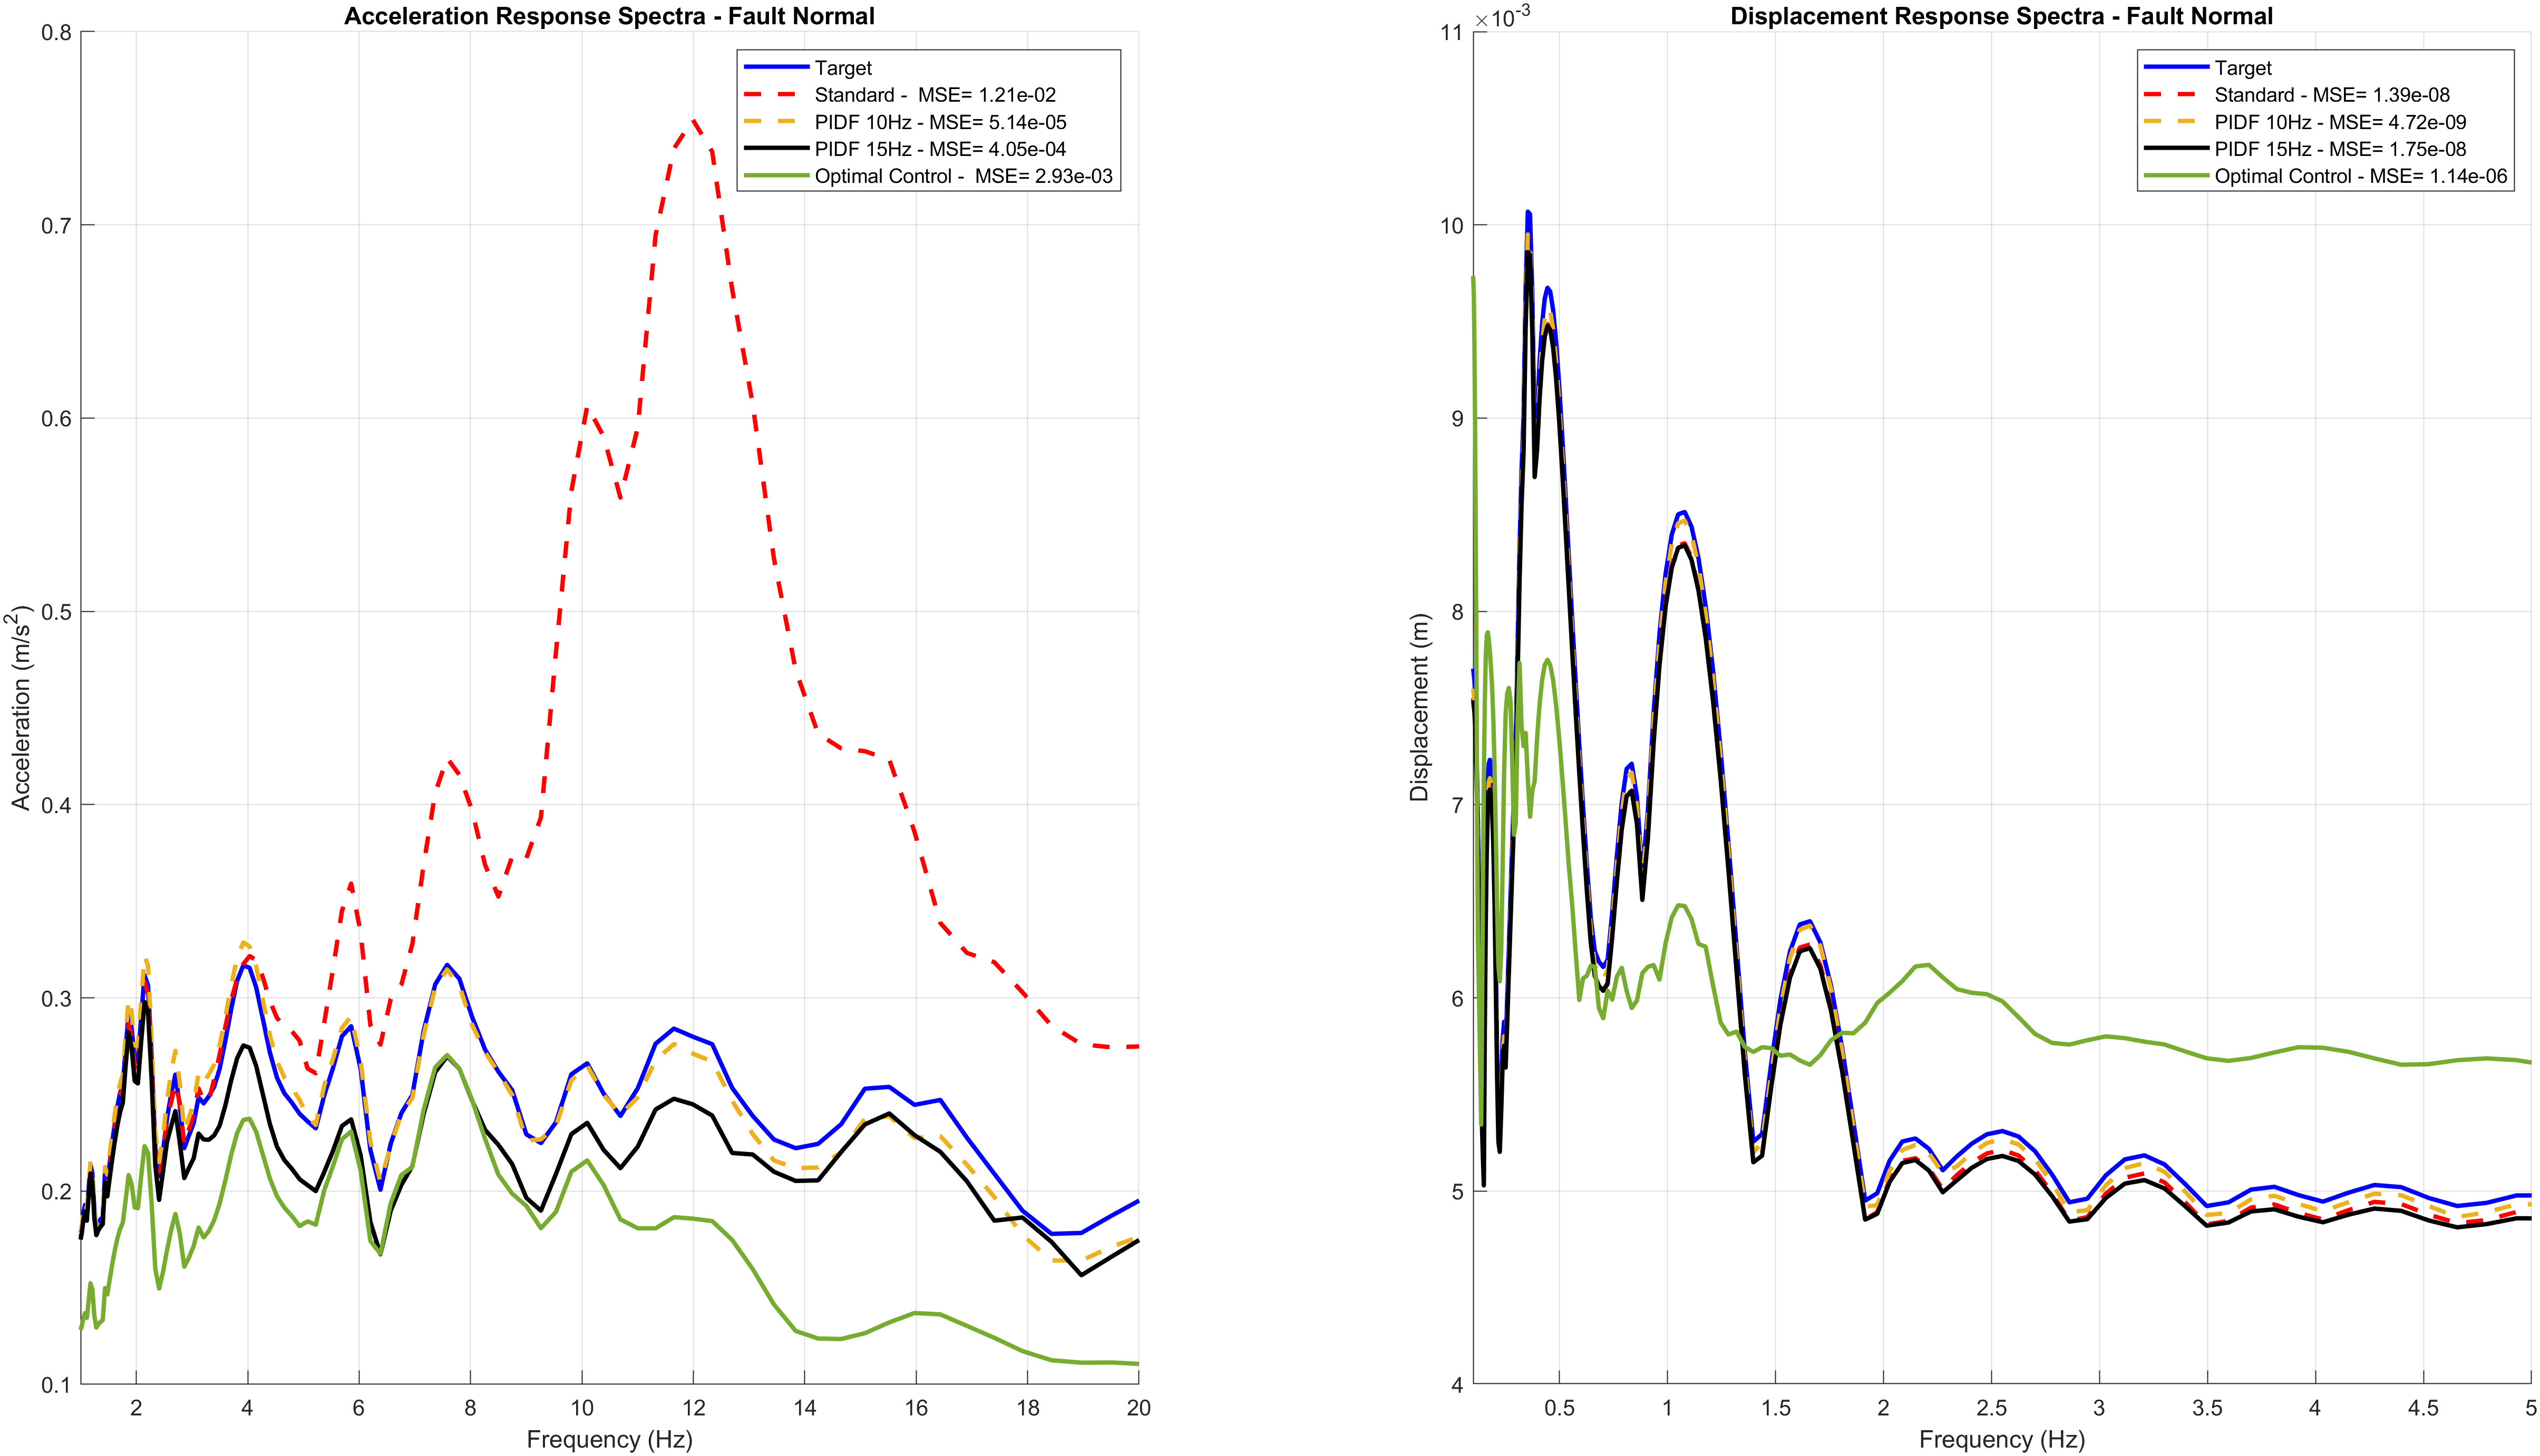 Acceleration Response Spectra - Fault Normal
0.8
0.7
0.6
0.5
0.4
0.3
0.2
0.1
Acceleration (m/s²)
Target
Standard -  MSE= 1.21e-02
PIDF 10Hz - MSE= 5.14e-05
PIDF 15Hz - MSE= 4.05e-04
Optimal Control -  MSE= 2.93e-03
2 4 6 8 10 12 14 16 18 20
Frequency (Hz)
Displacement Response Spectra - Fault Normal
×10⁻³
11
10
9
8
7
6
5
4
Displacement (m)
Target
Standard - MSE= 1.39e-08
PIDF 10Hz - MSE= 4.72e-09
PIDF 15Hz - MSE= 1.75e-08
Optimal Control - MSE= 1.14e-06
0.5 1 1.5 2 2.5 3 3.5 4 4.5 5
Frequency (Hz)